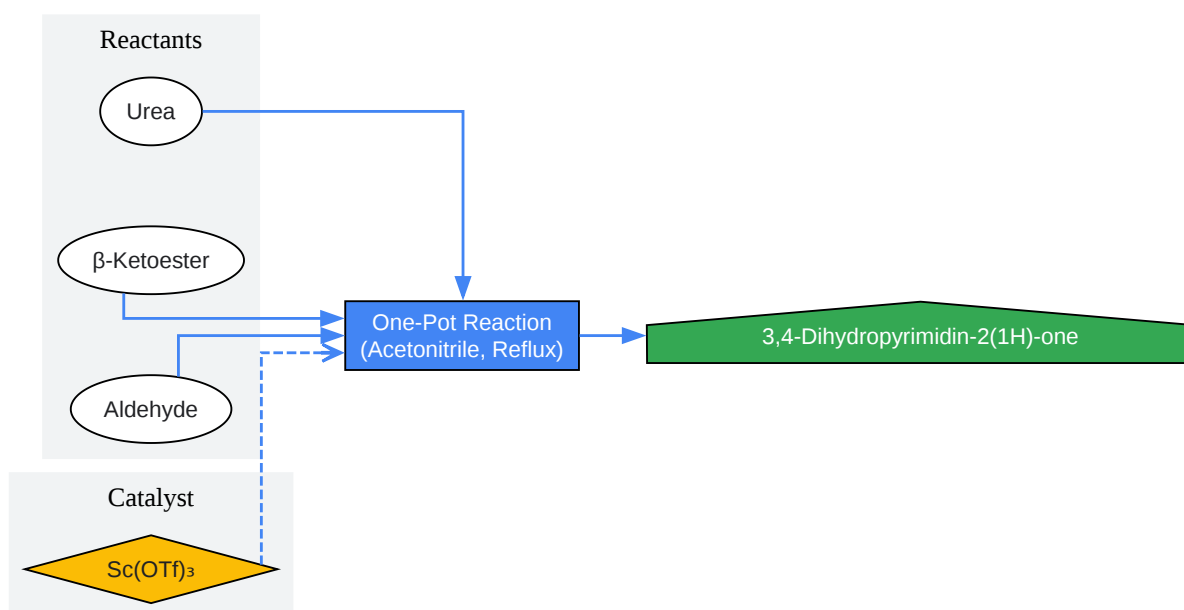 Reactants
Urea
β-Ketoester
Aldehyde
Catalyst
Sc(OTf)₃
One-Pot Reaction
(Acetonitrile, Reflux)
3,4-Dihydropyrimidin-2(1H)-one